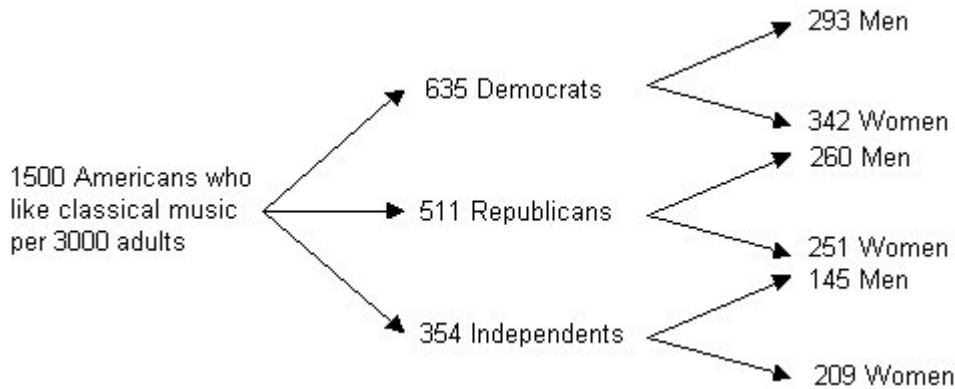 293 Men
635 Democrats
342 Women
1500 Americans who
like classical music
per 3000 adults
260 Men
511 Republicans
251 Women
145 Men
354 Independents
209 Women